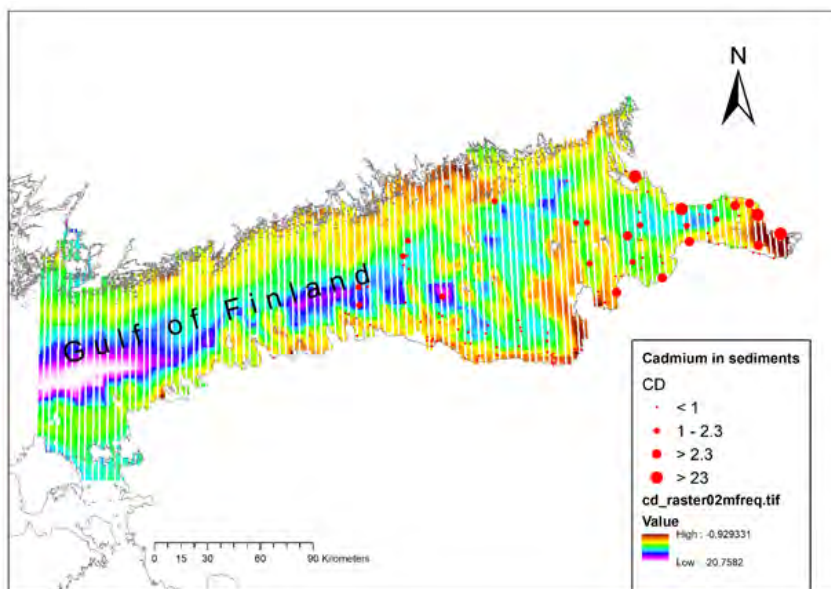 N
Gulf of Finland
0 15 30 60 90 Kilometers
Cadmium in sediments
CD
< 1
1 - 2.3
> 2.3
> 23
cd_raster02mfreq.tif
Value
High : -0.929331
Low : 20.7582